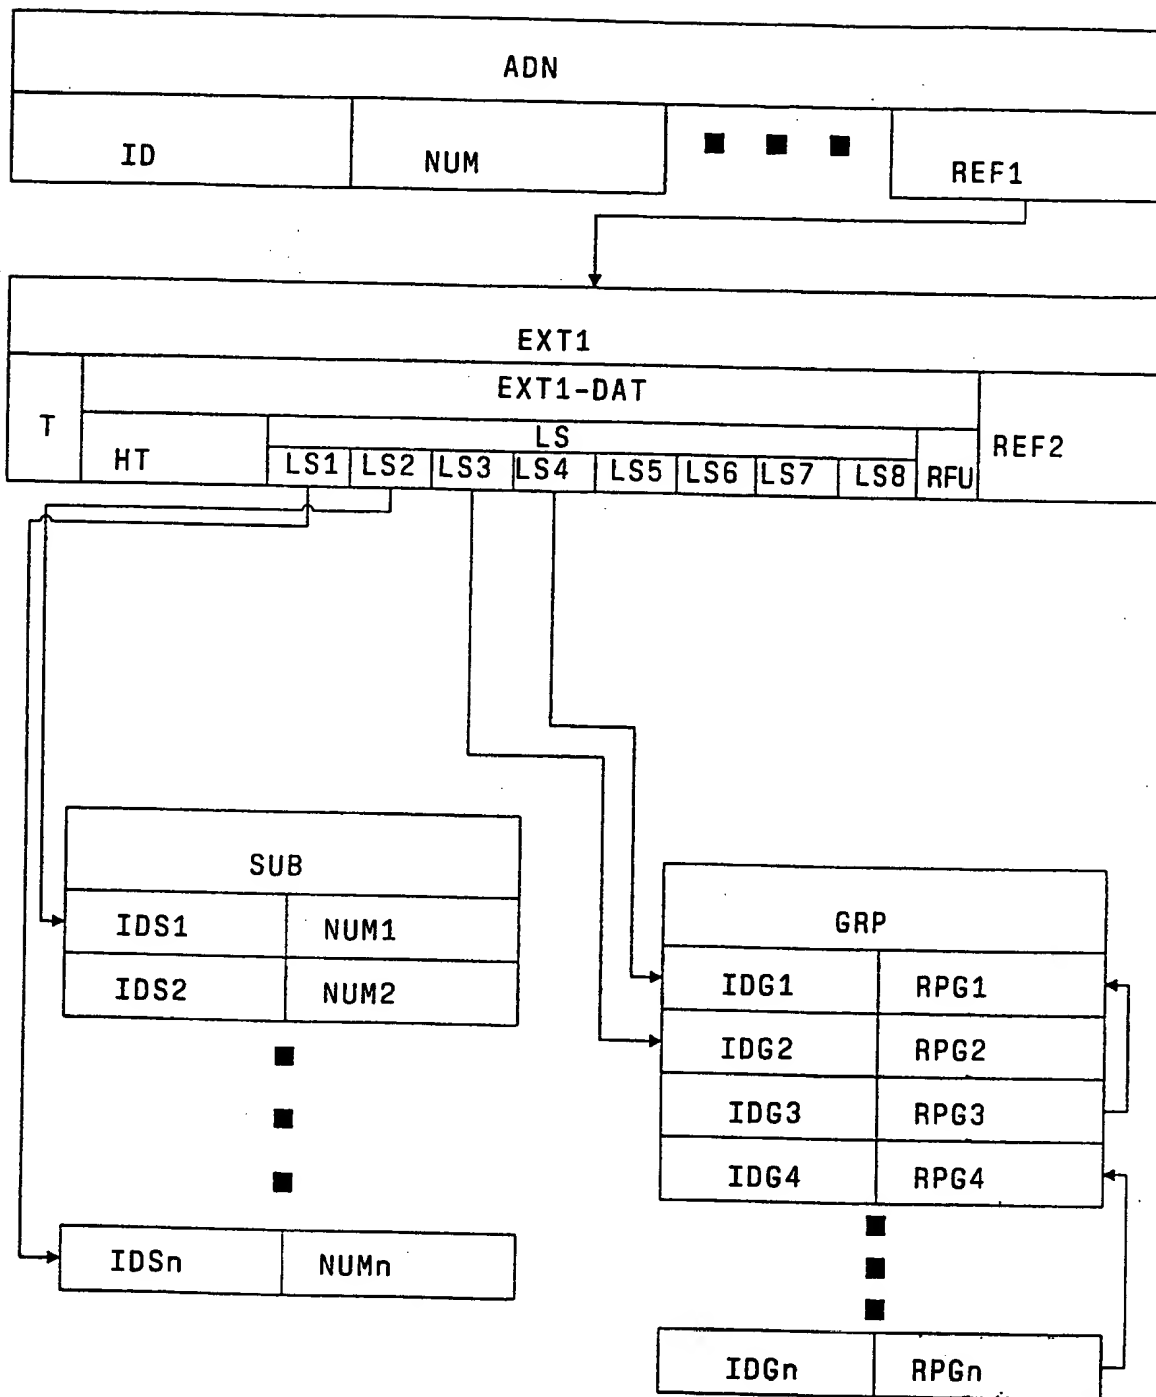 ADN
ID NUM REF1
EXT1
EXT1-DAT
T HT LS REF2
LS1 LS2 LS3 LS4 LS5 LS6 LS7 LS8 RFU
SUB
IDS1 NUM1
IDS2 NUM2
IDSn NUMn
GRP
IDG1 RPG1
IDG2 RPG2
IDG3 RPG3
IDG4 RPG4
IDGn RPGn